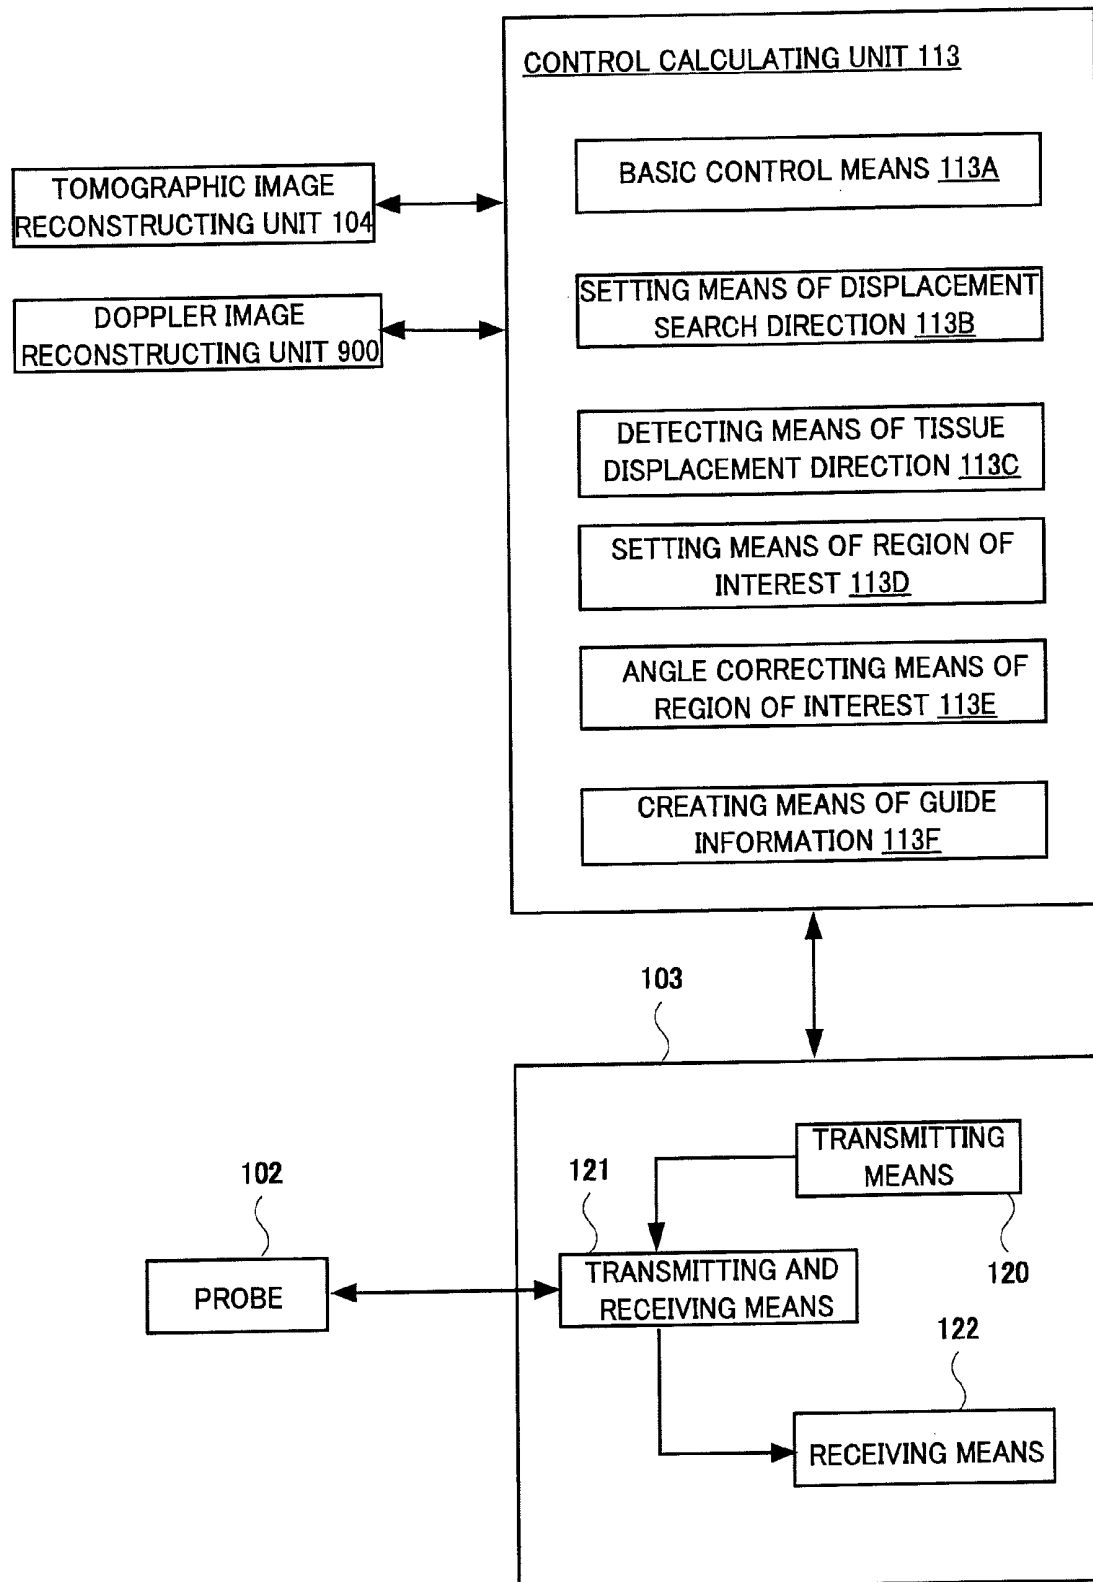 CONTROL CALCULATING UNIT 113
BASIC CONTROL MEANS 113A
TOMOGRAPHIC IMAGE
RECONSTRUCTING UNIT 104
SETTING MEANS OF DISPLACEMENT
SEARCH DIRECTION 113B
DOPPLER IMAGE
RECONSTRUCTING UNIT 900
DETECTING MEANS OF TISSUE
DISPLACEMENT DIRECTION 113C
SETTING MEANS OF REGION OF
INTEREST 113D
ANGLE CORRECTING MEANS OF
REGION OF INTEREST 113E
CREATING MEANS OF GUIDE
INFORMATION 113F
103
TRANSMITTING
MEANS
120
102
PROBE
121
TRANSMITTING AND
RECEIVING MEANS
122
RECEIVING MEANS